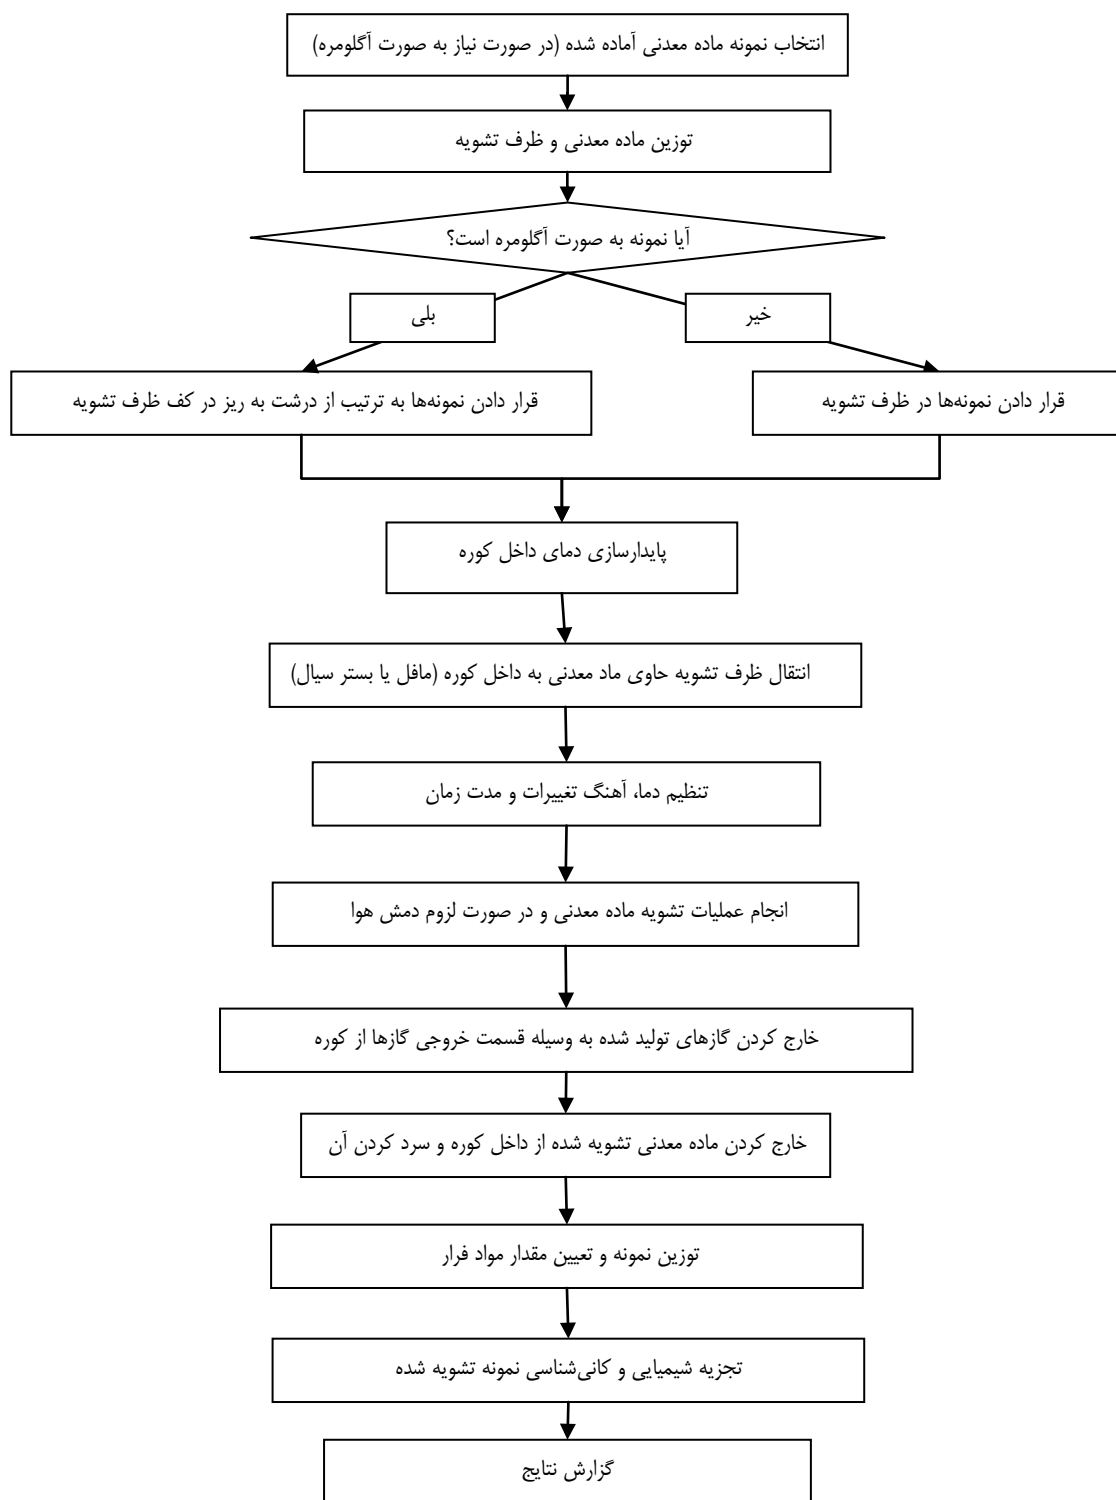 انتخاب نمونه ماده معدنی آماده شده (در صورت نیاز به صورت آگلومره)
توزین ماده معدنی و ظرف تشویه
آیا نمونه به صورت آگلومره است؟
خیر
بلی
قرار دادن نمونه‌ها در ظرف تشویه
قرار دادن نمونه‌ها به ترتیب از درشت به ریز در کف ظرف تشویه
پایدارسازی دمای داخل کوره
انتقال ظرف تشویه حاوی ماد معدنی به داخل کوره (مافل یا بستر سیال)
تنظیم دما، آهنگ تغییرات و مدت زمان
انجام عملیات تشویه ماده معدنی و در صورت لزوم دمش هوا
خارج کردن گازهای تولید شده به وسیله قسمت خروجی گازها از کوره
خارج کردن ماده معدنی تشویه شده از داخل کوره و سرد کردن آن
توزین نمونه و تعیین مقدار مواد فرار
تجزیه شیمیایی و کانی‌شناسی نمونه تشویه شده
گزارش نتایج